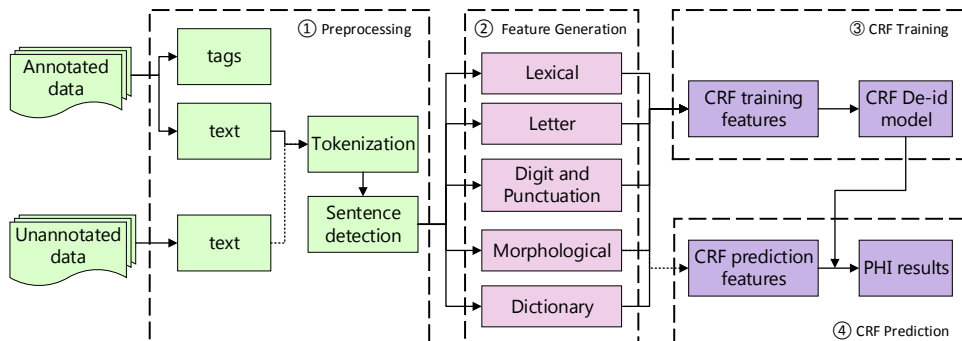 ① Preprocessing
② Feature Generation
③ CRF Training
Annotated
data
tags
text
Tokenization
Sentence
detection
Unannotated
data
text
Lexical
Letter
Digit and
Punctuation
Morphological
Dictionary
CRF training
features
CRF De-id
model
CRF prediction
features
PHI results
④ CRF Prediction